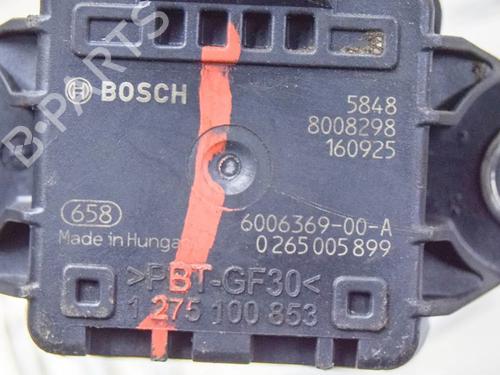 BOSCH
5848
8008298
160925
658
Made in Hungary
6006369-00-A
0 265 005 899
>PBT-GF30<
1 275 100 853
B-PARTS